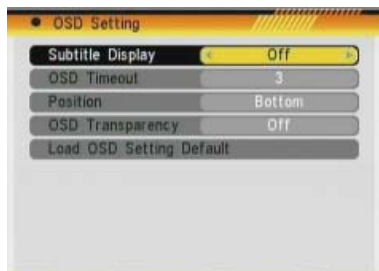 OSD Setting
Subtitle Display Off
OSD Timeout 3
Position Bottom
OSD Transparency Off
Load OSD Setting Default